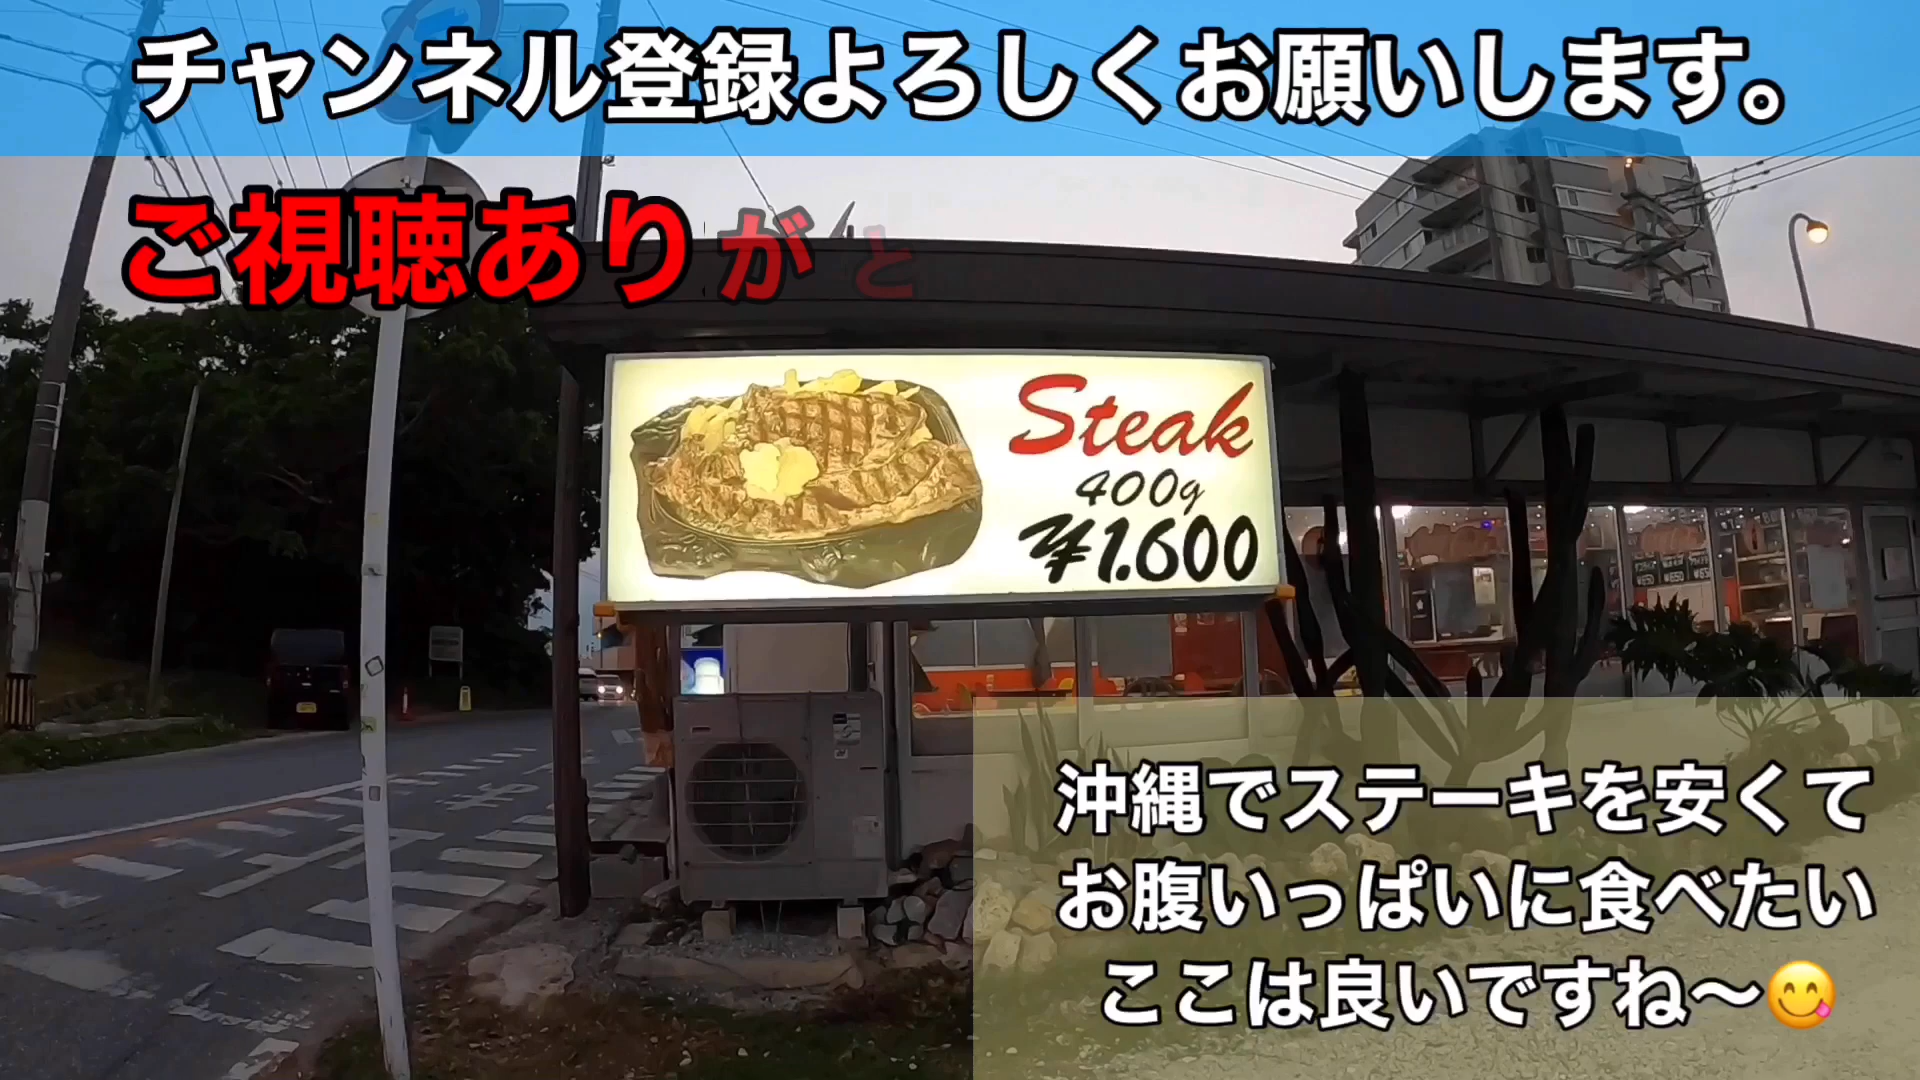 チャンネル登録よろしくお願いします。
ご視聴ありがと
Steak
400g
¥1.600
沖縄でステーキを安くて
お腹いっぱいに食べたい
ここは良いですね〜😋